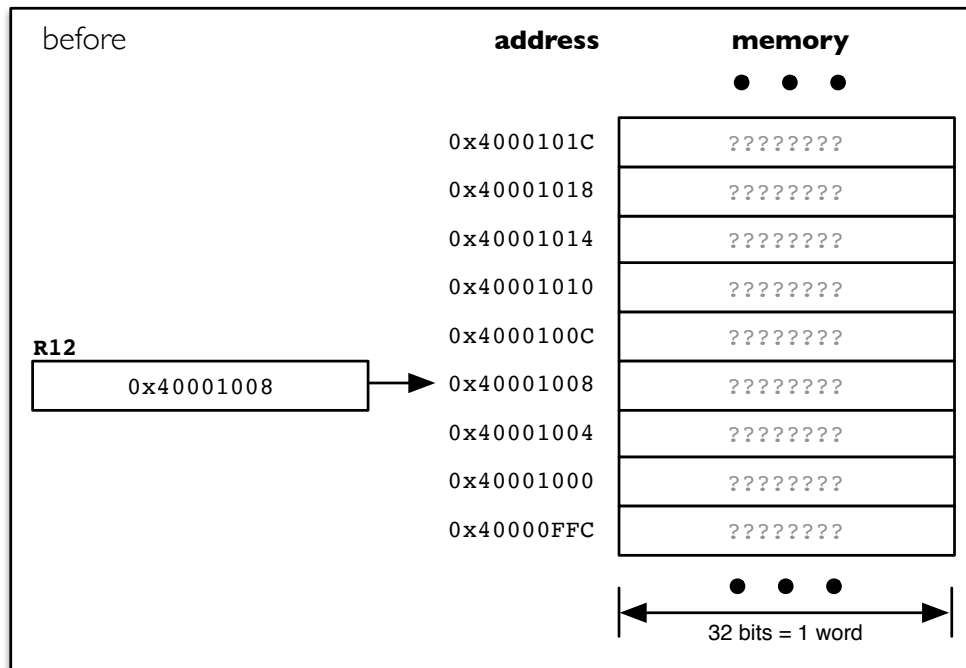 before address memory
● ● ●
0x4000101C ????????
0x40001018 ????????
0x40001014 ????????
0x40001010 ????????
0x4000100C ????????
R12
0x40001008 0x40001008 ????????
0x40001004 ????????
0x40001000 ????????
0x40000FFC ????????
● ● ●
32 bits = 1 word